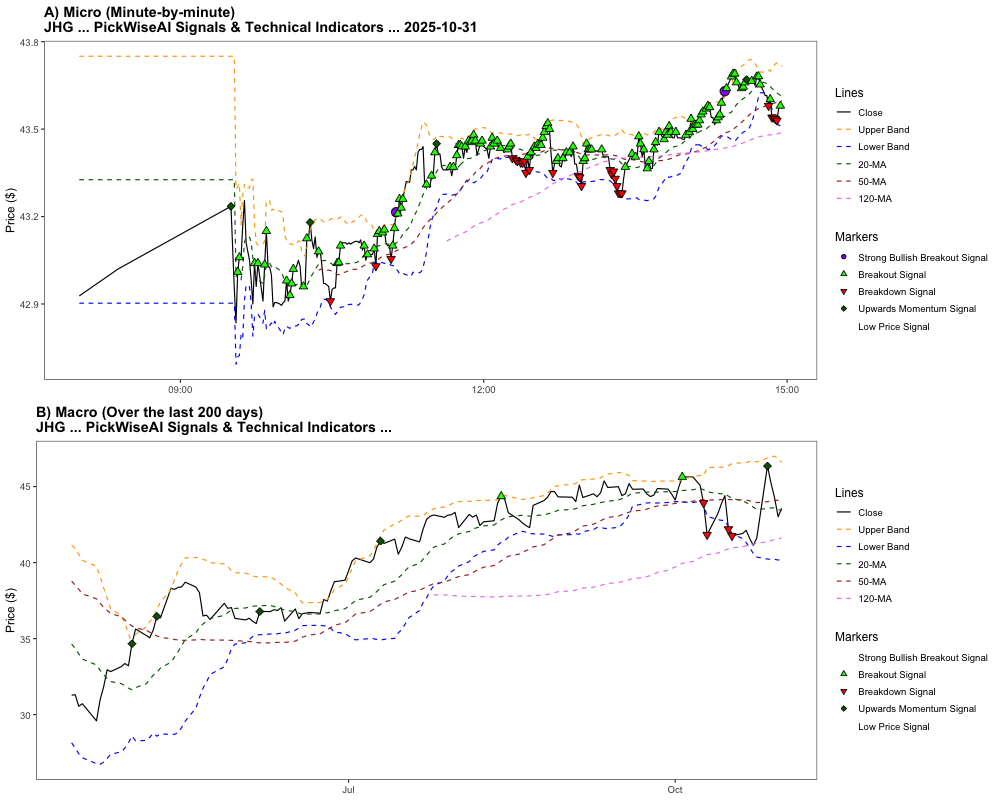 A) Micro (Minute-by-minute)
JHG ... PickWiseAI Signals & Technical Indicators ... 2025-10-31
43.8
43.5
43.2
42.9
Price ($)
09:00
12:00
15:00
Lines
Close
Upper Band
Lower Band
20-MA
50-MA
120-MA
Markers
Strong Bullish Breakout Signal
Breakout Signal
Breakdown Signal
Upwards Momentum Signal
Low Price Signal
B) Macro (Over the last 200 days)
JHG ... PickWiseAI Signals & Technical Indicators ...
45
40
35
30
Price ($)
Jul
Oct
Lines
Close
Upper Band
Lower Band
20-MA
50-MA
120-MA
Markers
Strong Bullish Breakout Signal
Breakout Signal
Breakdown Signal
Upwards Momentum Signal
Low Price Signal